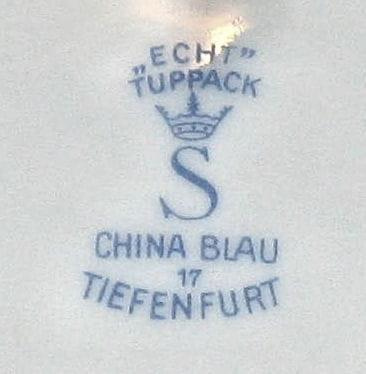 „ECHT”
TUPPACK
S
CHINA BLAU
17
TIEFENFURT